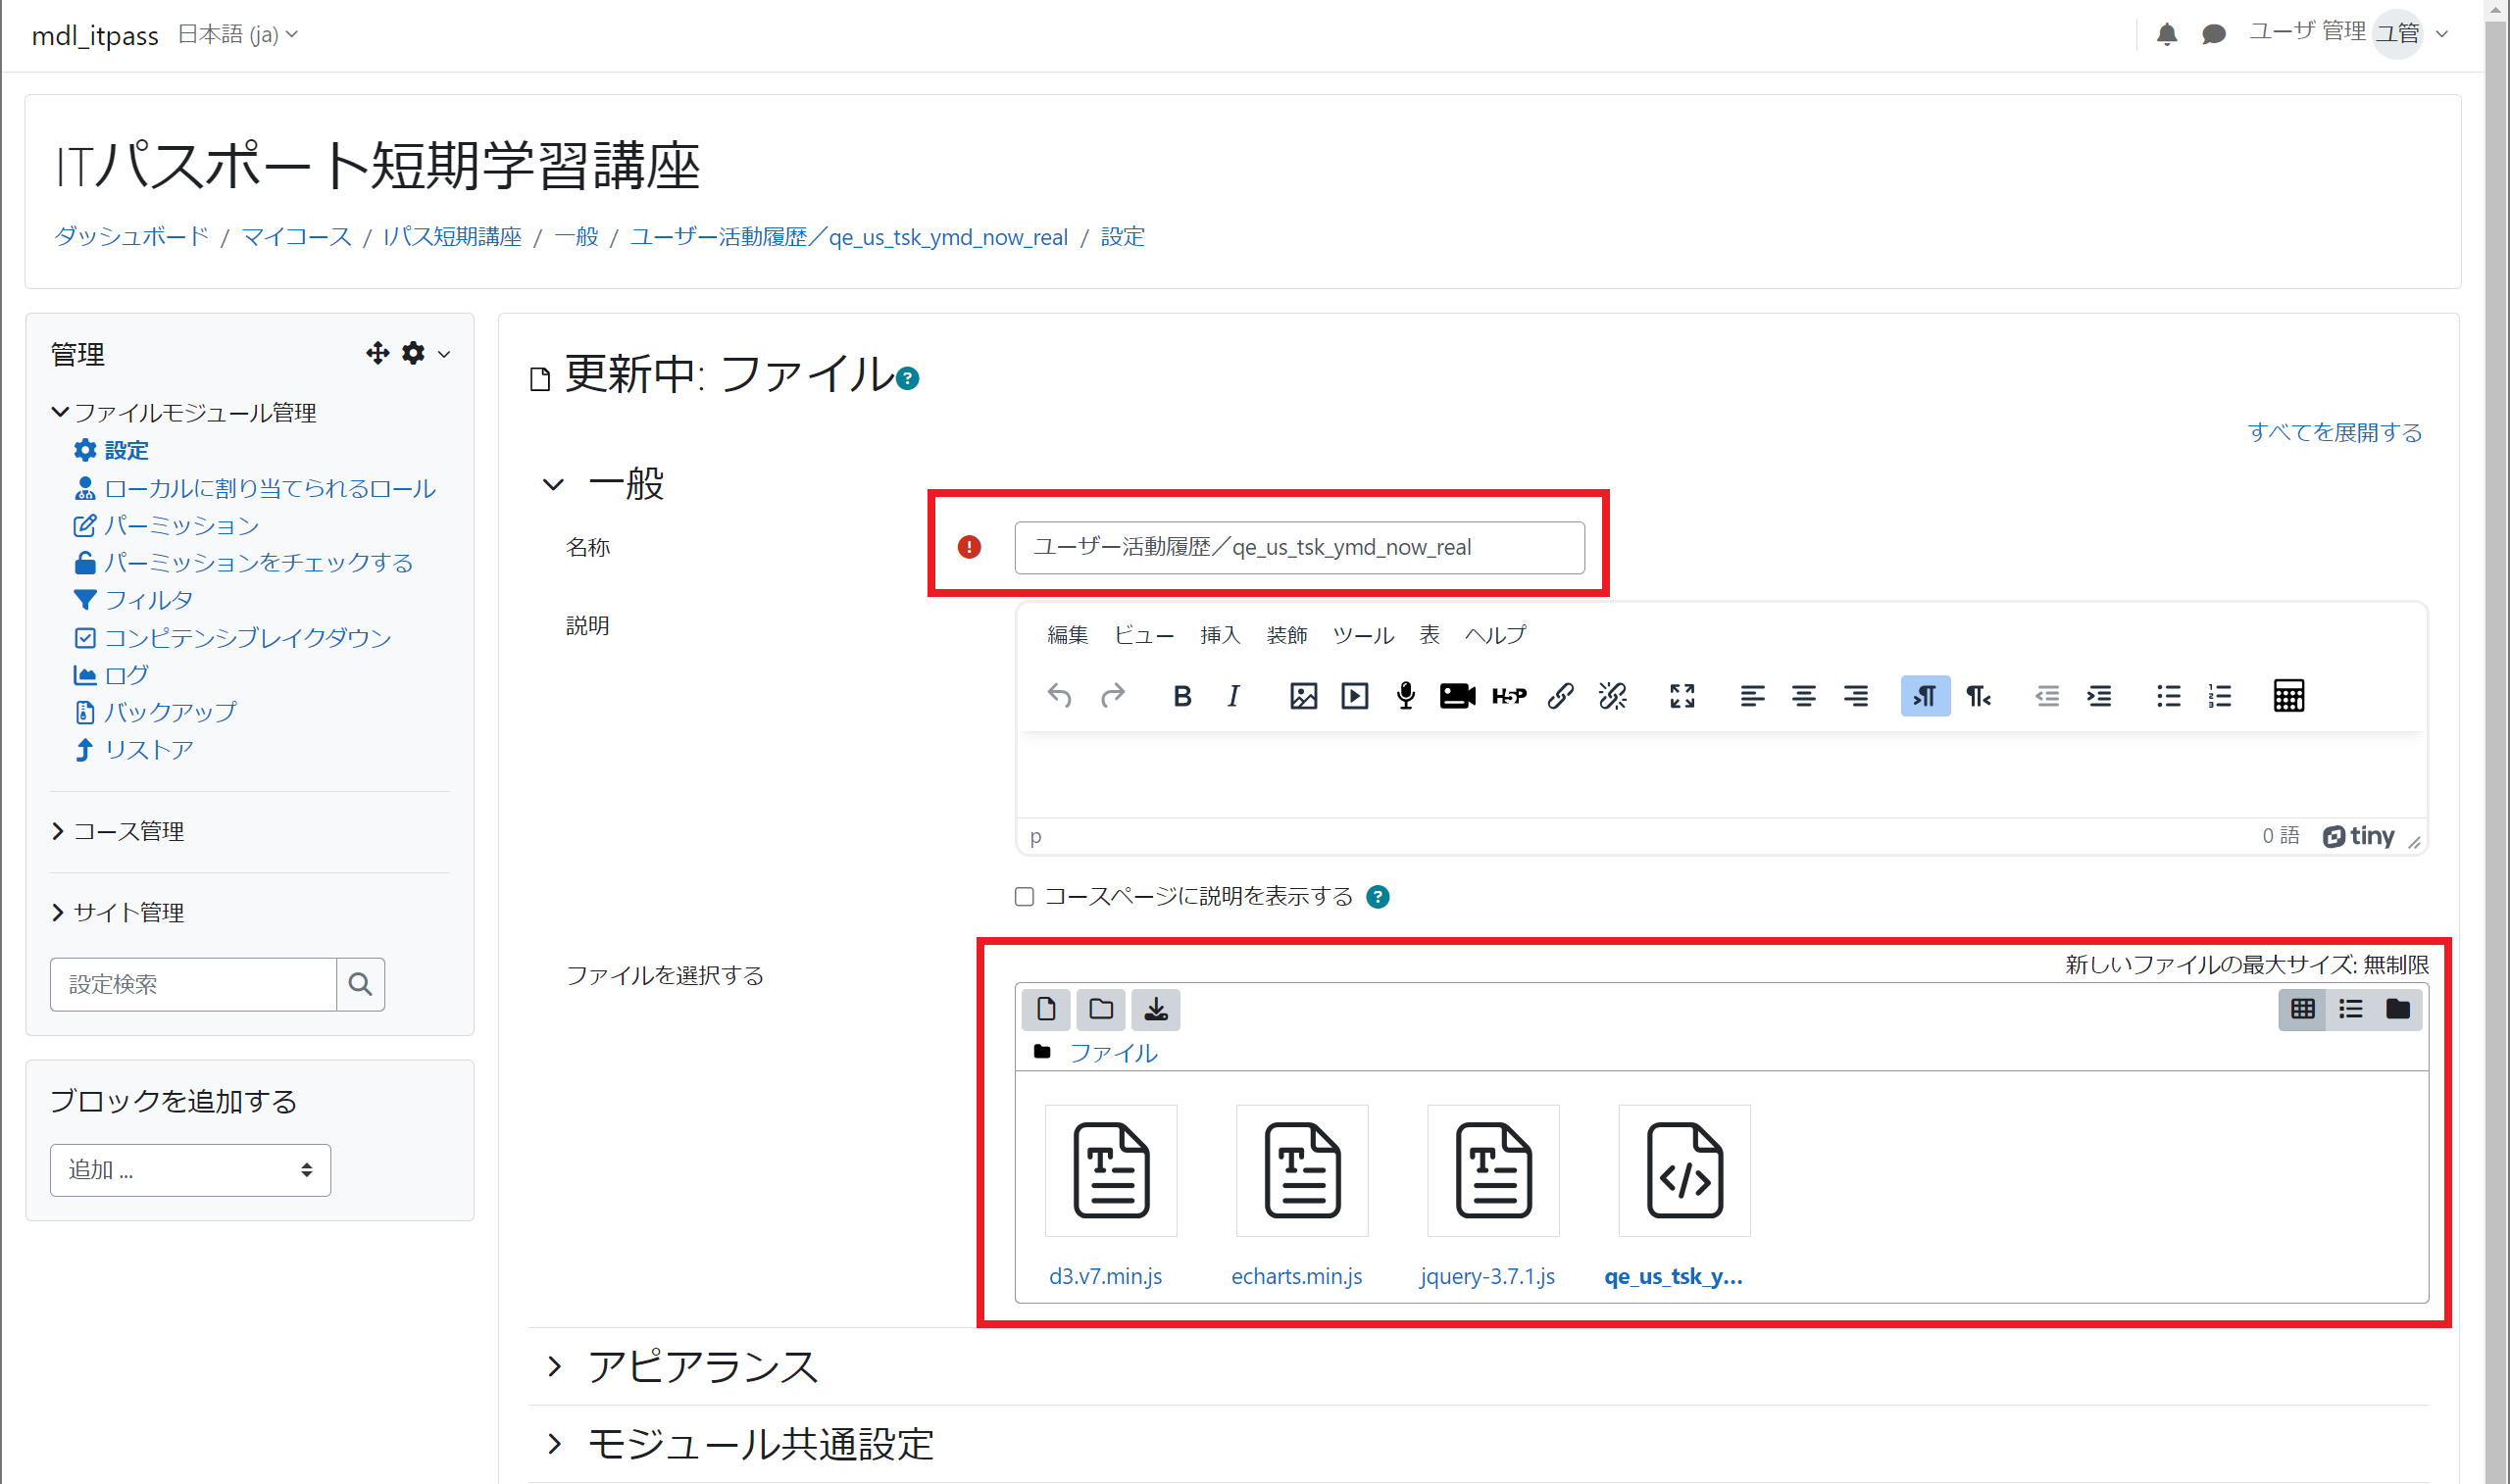 mdl_itpass 日本語 (ja)
ユーザ 管理 ユ管
ITパスポート短期学習講座
ダッシュボード / マイコース / Iパス短期講座 / 一般 / ユーザー活動履歴／qe_us_tsk_ymd_now_real / 設定
管理
ファイルモジュール管理
設定
ローカルに割り当てられるロール
パーミッション
パーミッションをチェックする
フィルタ
コンピテンシブレイクダウン
ログ
バックアップ
リストア
コース管理
サイト管理
設定検索
ブロックを追加する
追加 ...
更新中: ファイル
すべてを展開する
一般
名称
ユーザー活動履歴／qe_us_tsk_ymd_now_real
説明
編集 ビュー 挿入 装飾 ツール 表 ヘルプ
B I H5P
p
0 語 tiny
コースページに説明を表示する
ファイルを選択する
新しいファイルの最大サイズ: 無制限
ファイル
d3.v7.min.js
echarts.min.js
jquery-3.7.1.js
qe_us_tsk_y...
アピアランス
モジュール共通設定